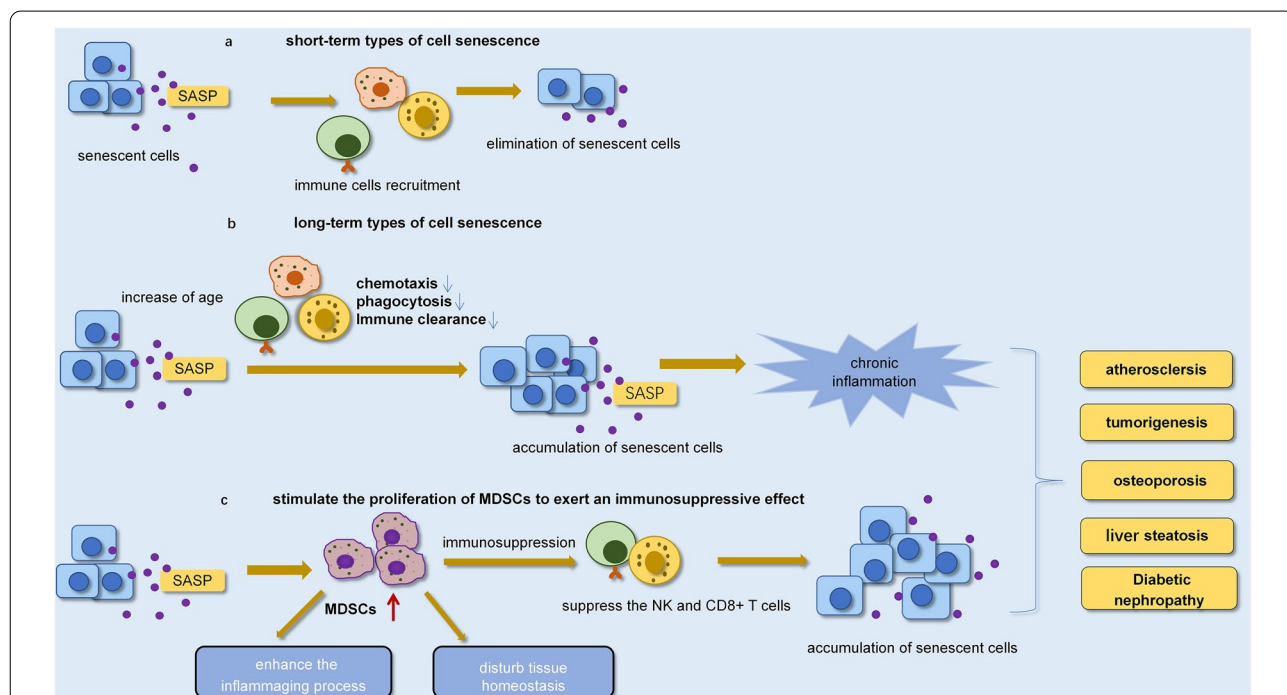 a short-term types of cell senescence
SASP
senescent cells
immune cells recruitment
elimination of senescent cells
b long-term types of cell senescence
increase of age
chemotaxis ↓
phagocytosis ↓
Immune clearance ↓
SASP
SASP
accumulation of senescent cells
chronic
inflammation
atherosclersis
tumorigenesis
osteoporosis
liver steatosis
Diabetic
nephropathy
c stimulate the proliferation of MDSCs to exert an immunosuppressive effect
SASP
MDSCs
immunosuppression
suppress the NK and CD8+ T cells
accumulation of senescent cells
enhance the
inflammaging process
disturb tissue
homeostasis